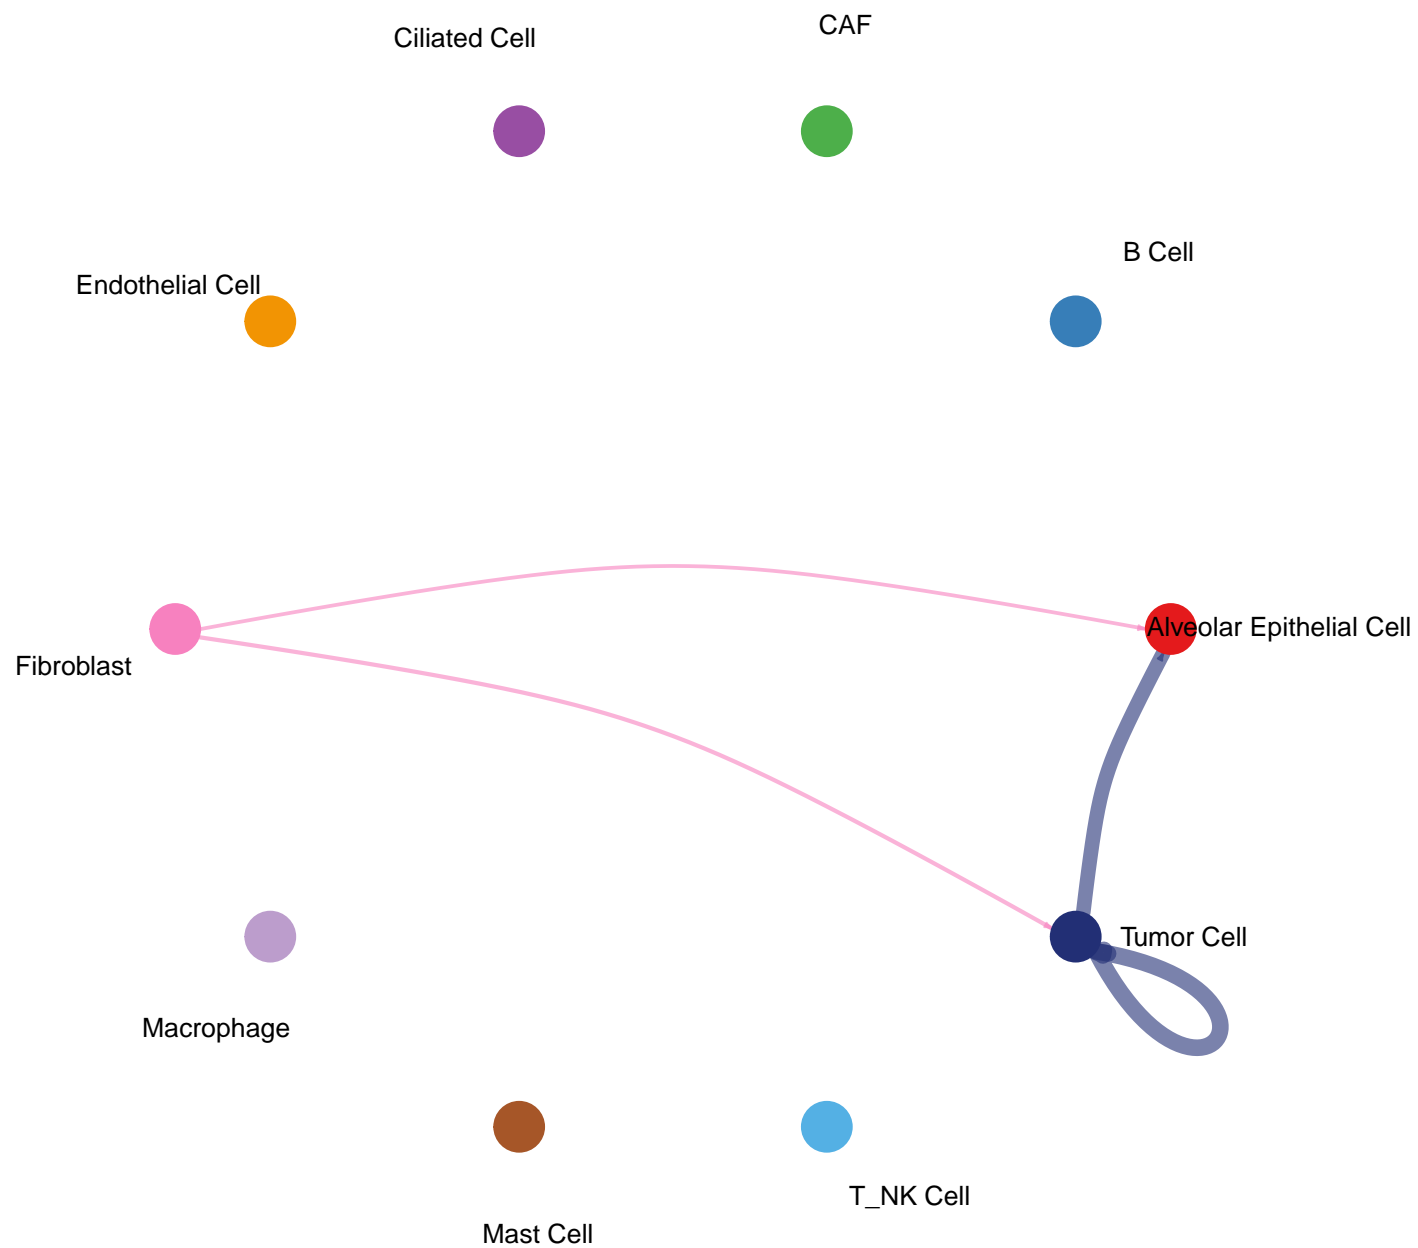 CAF
Ciliated Cell
B Cell
Endothelial Cell
Alveolar Epithelial Cell
Fibroblast
Tumor Cell
Macrophage
T_NK Cell
Mast Cell